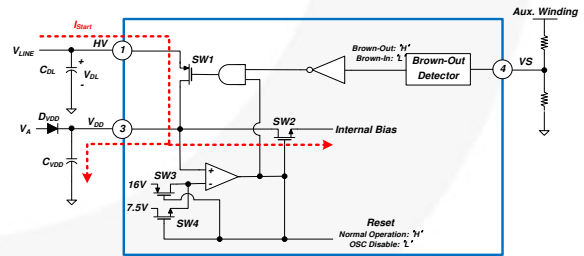 Aux. Winding
I_Start
V_LINE
HV
1
SW1
C_DL
+
V_DL
-
Brown-Out: 'H'
Brown-In: 'L'
Brown-Out
Detector
4
VS
D_VDD
V_A
V_DD
3
SW2
Internal Bias
C_VDD
SW3
+
-
16V
7.5V
SW4
Reset
Normal Operation: 'H'
OSC Disable: 'L'